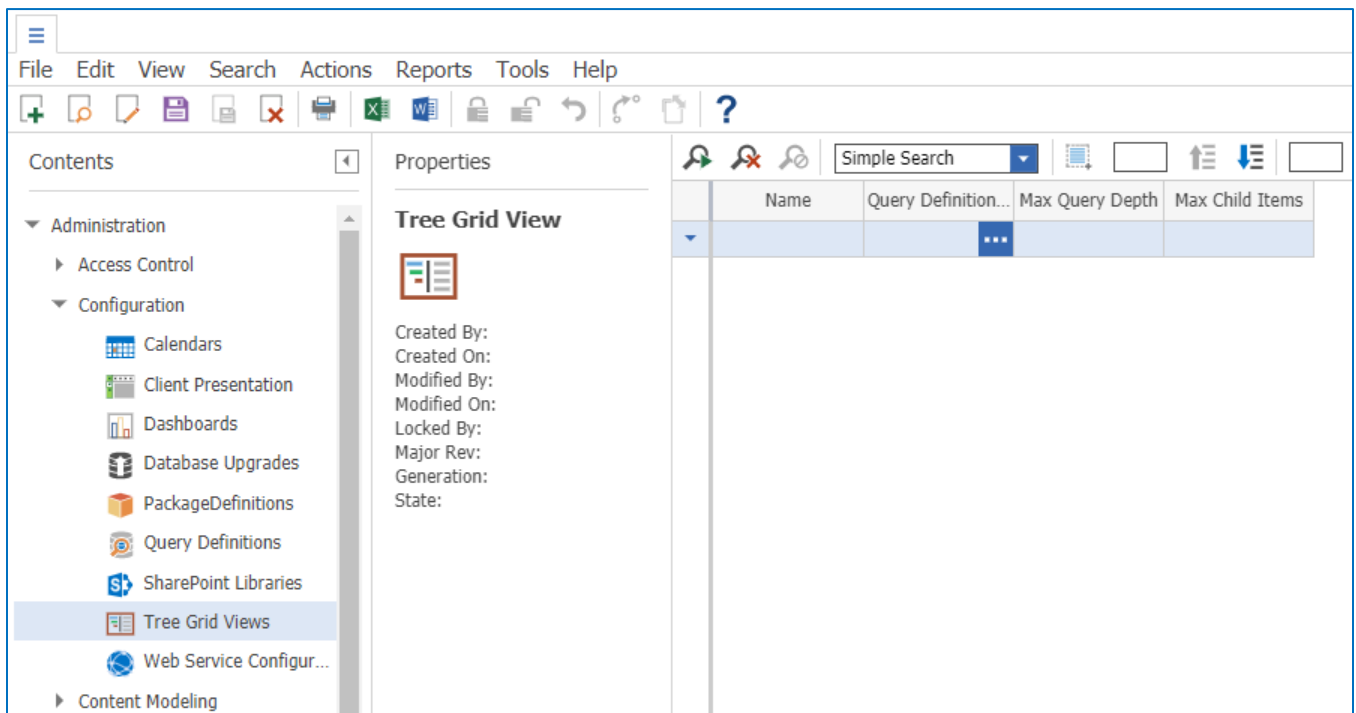 File Edit View Search Actions Reports Tools Help
Contents
Administration
Access Control
Configuration
Calendars
Client Presentation
Dashboards
Database Upgrades
PackageDefinitions
Query Definitions
SharePoint Libraries
Tree Grid Views
Web Service Configur...
Content Modeling
Properties
Tree Grid View
Created By:
Created On:
Modified By:
Modified On:
Locked By:
Major Rev:
Generation:
State:
Simple Search
Name Query Definition... Max Query Depth Max Child Items